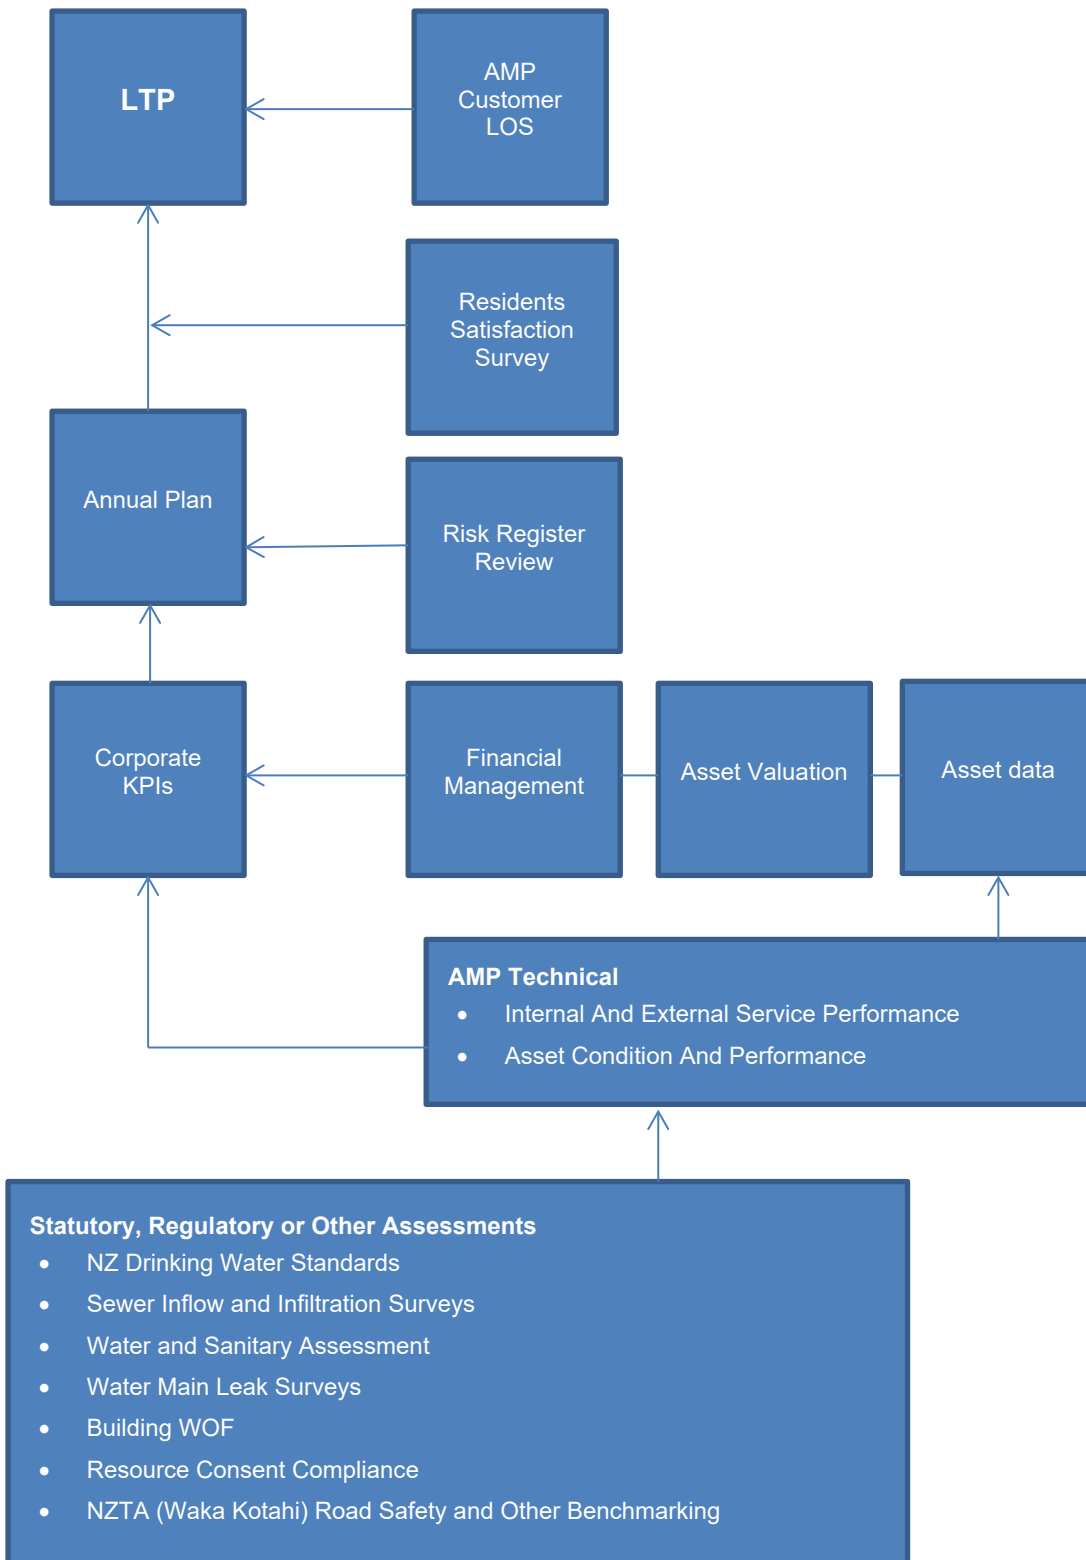 LTP
AMP
Customer
LOS
Residents
Satisfaction
Survey
Annual Plan
Risk Register
Review
Corporate
KPIs
Financial
Management
Asset Valuation
Asset data
AMP Technical
• Internal And External Service Performance
• Asset Condition And Performance
Statutory, Regulatory or Other Assessments
• NZ Drinking Water Standards
• Sewer Inflow and Infiltration Surveys
• Water and Sanitary Assessment
• Water Main Leak Surveys
• Building WOF
• Resource Consent Compliance
• NZTA (Waka Kotahi) Road Safety and Other Benchmarking